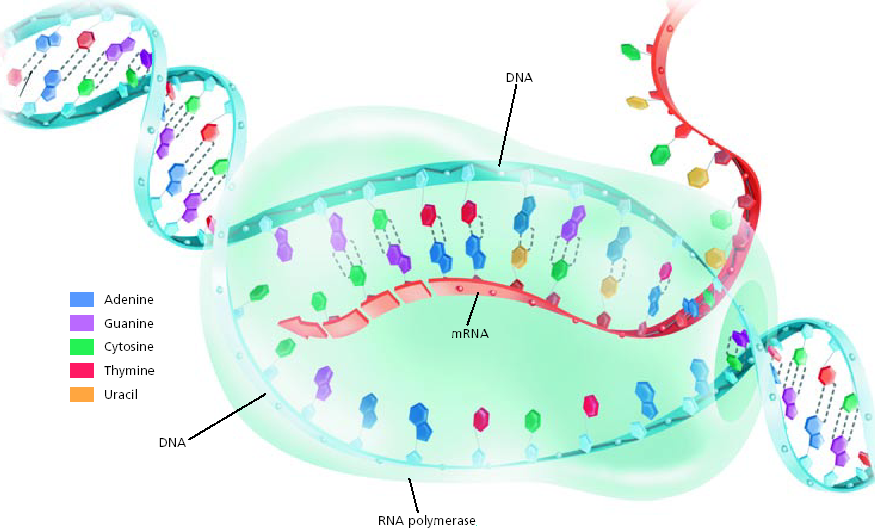 DNA
Adenine
Guanine
Cytosine
Thymine
Uracil
mRNA
DNA
RNA polymerase